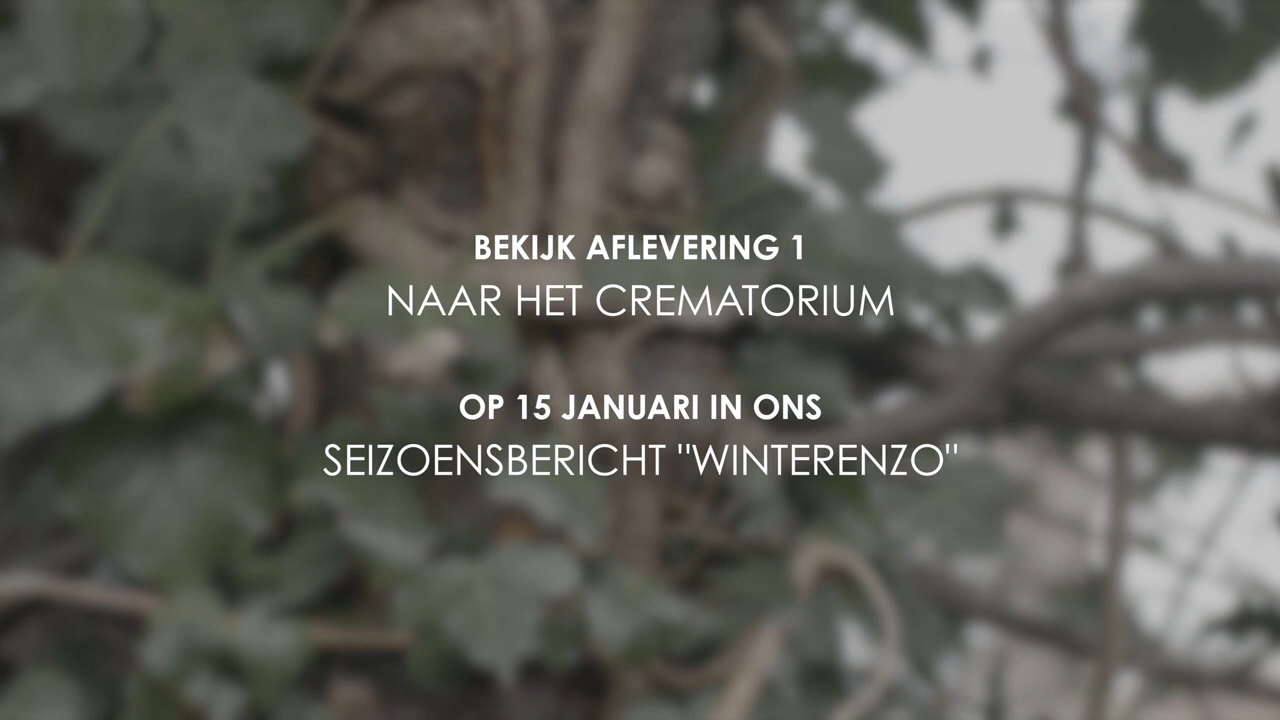 BEKIJK AFLEVERING 1
NAAR HET CREMATORIUM
OP 15 JANUARI IN ONS
SEIZOENSBERICHT "WINTERENZO"